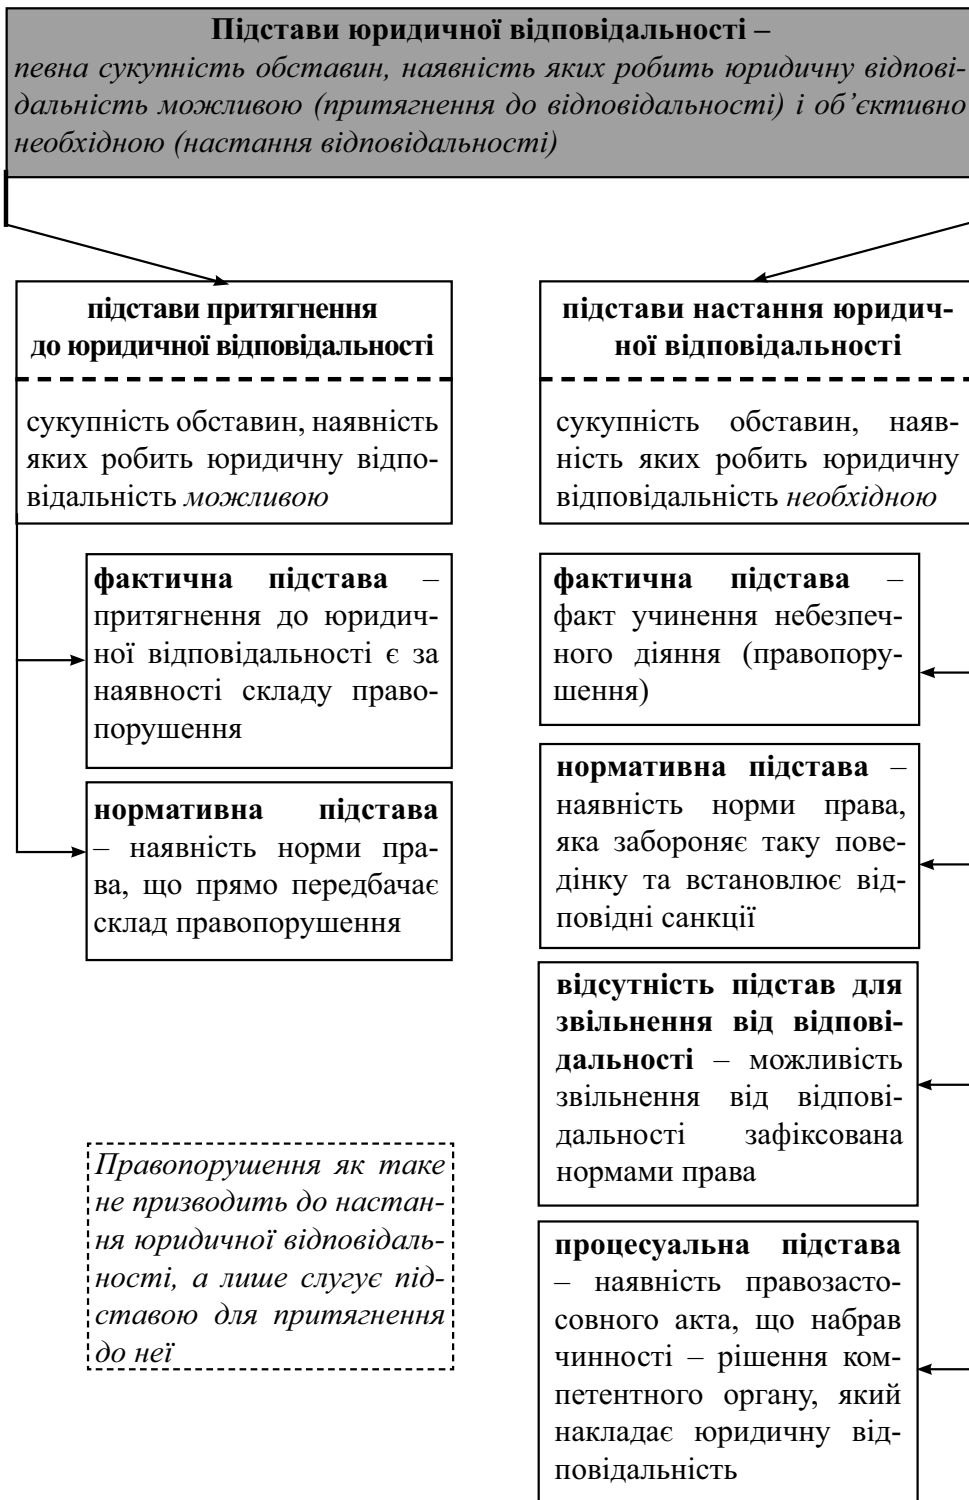 Підстави юридичної відповідальності –
певна сукупність обставин, наявність яких робить юридичну відпові-
дальність можливою (притягнення до відповідальності) і об’єктивно
необхідною (настання відповідальності)
підстави притягнення
до юридичної відповідальності
сукупність обставин, наявність
яких робить юридичну відпо-
відальність можливою
фактична підстава –
притягнення до юридич-
ної відповідальності є за
наявності складу право-
порушення
нормативна підстава
– наявність норми пра-
ва, що прямо передбачає
склад правопорушення
Правопорушення як таке
не призводить до настан-
ня юридичної відповідаль-
ності, а лише слугує під-
ставою для притягнення
до неї
підстави настання юридич-
ної відповідальності
сукупність обставин, наяв-
ність яких робить юридичну
відповідальність необхідною
фактична підстава –
факт учинення небезпеч-
ного діяння (правопору-
шення)
нормативна підстава –
наявність норми права,
яка забороняє таку пове-
дінку та встановлює від-
повідні санкції
відсутність підстав для
звільнення від відпові-
дальності – можливість
звільнення від відпові-
дальності зафіксована
нормами права
процесуальна підстава
– наявність правозасто-
совного акта, що набрав
чинності – рішення ком-
петентного органу, який
накладає юридичну від-
повідальність